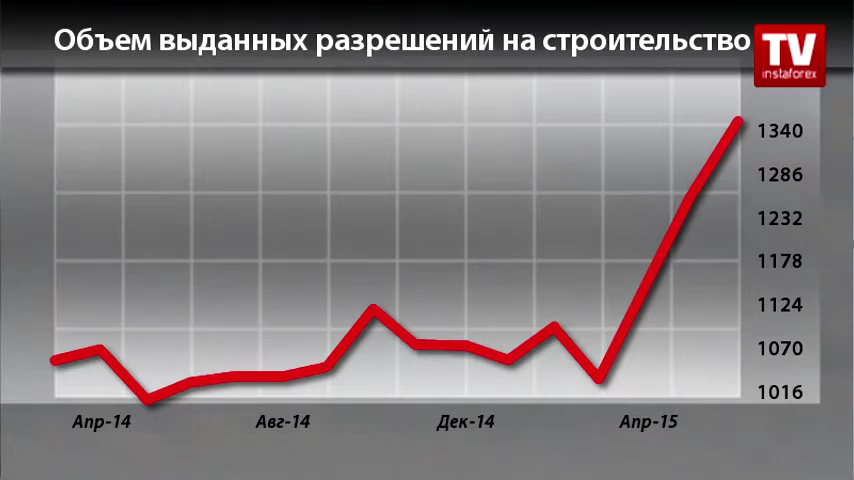 Объем выданных разрешений на строительство
TV
instaforex
1340
1286
1232
1178
1124
1070
1016
Апр-14 Авг-14 Дек-14 Апр-15